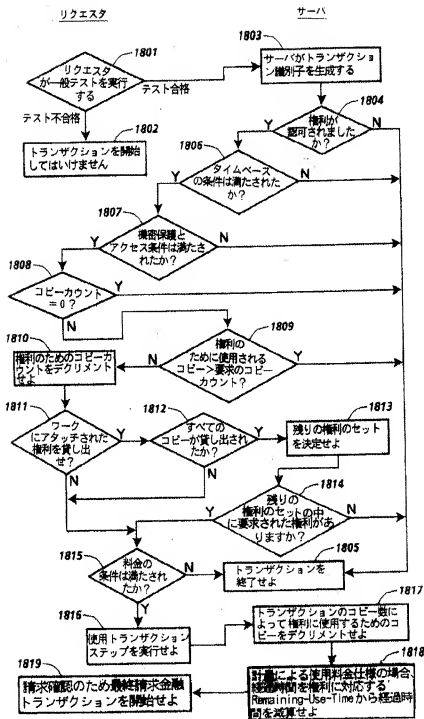 リクェスタ
サーバ
1801
リクェスタ
が一般テストを実行
する
テスト合格
テスト不合格
1802
トランザクションを開始
してはいけません
1803
サーバがトランザクショ
ン識別子を生成する
1804
権利が
認可されました
か?
Y
N
1806
タイムベース
の条件は満たされた
か?
Y
N
1807
機密保護と
アクセス条件は満たさ
れたか?
Y
N
1808
コピーカウント
=0?
Y
N
1809
権利の
ために使用される
コピー>要求のコピー
カウント?
N
Y
1810
権利のためのコピーカ
ウントをデクリメント
せよ
1811
ワーク
にアタッチされた
権利を貸し出
せ?
Y
N
1812
すべての
コピーが貸し出され
たか?
Y
N
1813
残りの権利のセット
を決定せよ
1814
残りの
権利のセットの中
に要求された権利があ
りますか?
Y
N
1815
料金の
条件は満たされ
たか?
N
Y
1805
トランザクションを
終了せよ
1816
使用トランザクション
ステップを実行せよ
1817
トランザクションのコピー数に
よって権利に使用するためのコ
ピーをデクリメントせよ
1818
計量による使用料金仕様の場合、
経過時間を権利に対応する
Remaining-Use-Timeから経過時
間を減算せよ
1819
請求確認のため最終請求金融
トランザクションを開始せよ